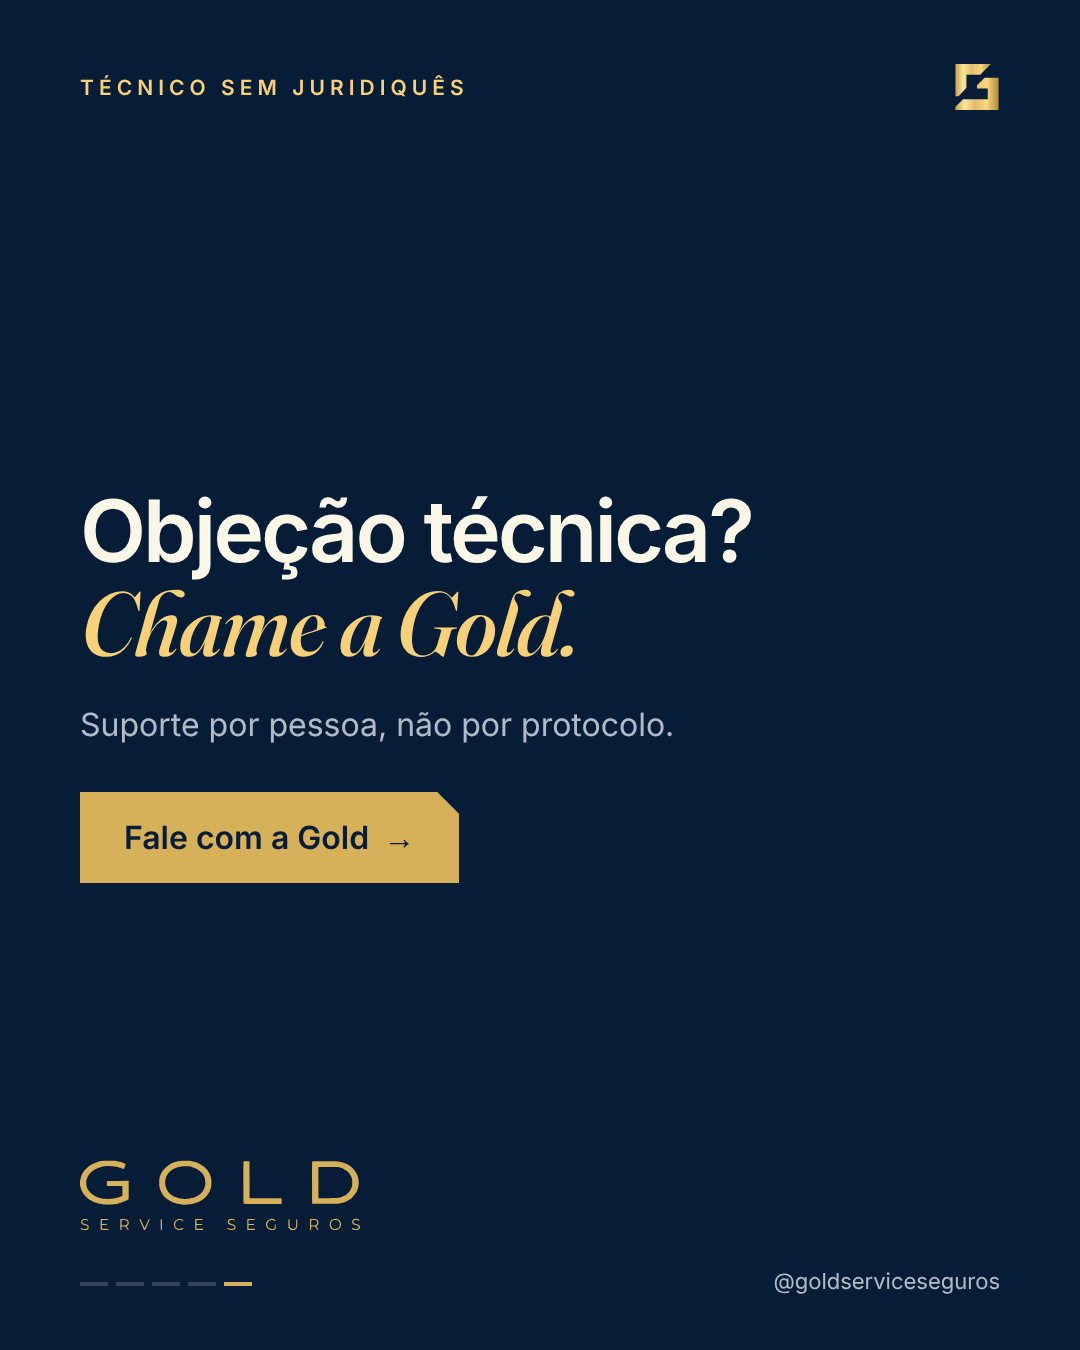 TÉCNICO SEM JURIDIQUÊS
Objeção técnica?
Chame a Gold.
Suporte por pessoa, não por protocolo.
Fale com a Gold →
GOLD
SERVICE SEGUROS
@goldserviceseguros